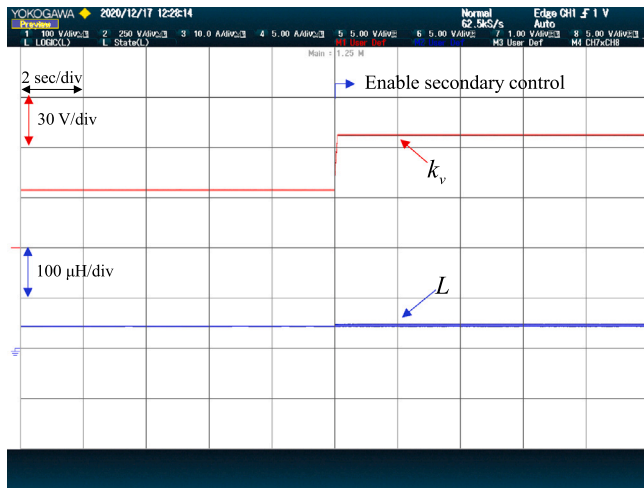 YOKOGAWA 2020/12/17 12:28:14 Normal Edge CH1 1 V
Preview 62.5kS/s Auto
1 100 V/div 2 250 V/div 3 10.0 A/div 4 5.00 A/div 5 5.00 V/div 6 5.00 V/div 7 1.00 V/div 8 5.00 V/div
L LOGIC(L) L State(L) M1 User Def M3 User Def M4 CH7xCH8
Main = 1.25 M
2 sec/div
Enable secondary control
30 V/div
kv
100 µH/div
L